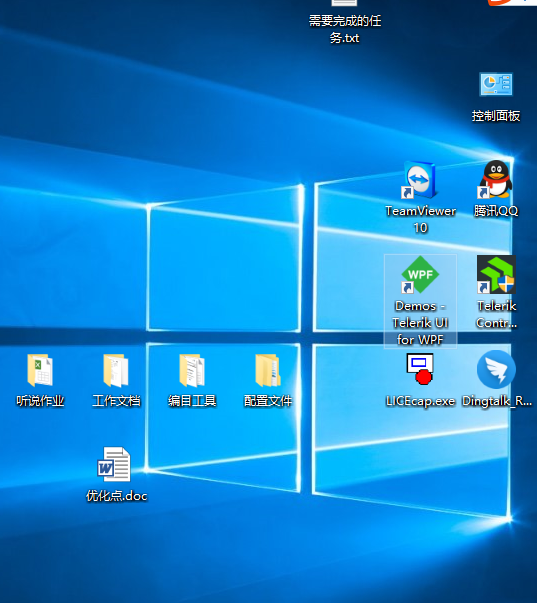 需要完成的任
务.txt
控制面板
TeamViewer
10
腾讯QQ
WPF
Demos -
Telerik UI
for WPF
Telerik
Contr...
听说作业
工作文档
编目工具
配置文件
LICEcap.exe
Dingtalk_R...
优化点.doc